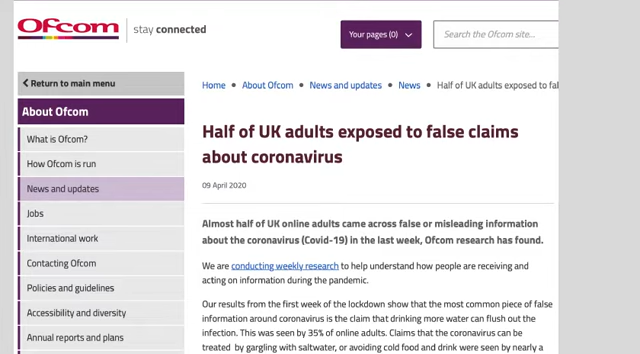 Ofcom
stay connected
Your pages (0)
Search the Ofcom site...
Return to main menu
About Ofcom
What is Ofcom?
How Ofcom is run
News and updates
Jobs
International work
Contacting Ofcom
Policies and guidelines
Accessibility and diversity
Annual reports and plans
Home • About Ofcom • News and updates • News • Half of UK adults exposed to fal
Half of UK adults exposed to false claims
about coronavirus
09 April 2020
Almost half of UK online adults came across false or misleading information
about the coronavirus (Covid-19) in the last week, Ofcom research has found.
We are conducting weekly research to help understand how people are receiving and
acting on information during the pandemic.
Our results from the first week of the lockdown show that the most common piece of false
information around coronavirus is the claim that drinking more water can flush out the
infection. This was seen by 35% of online adults. Claims that the coronavirus can be
treated by gargling with saltwater, or avoiding cold food and drink were seen by nearly a